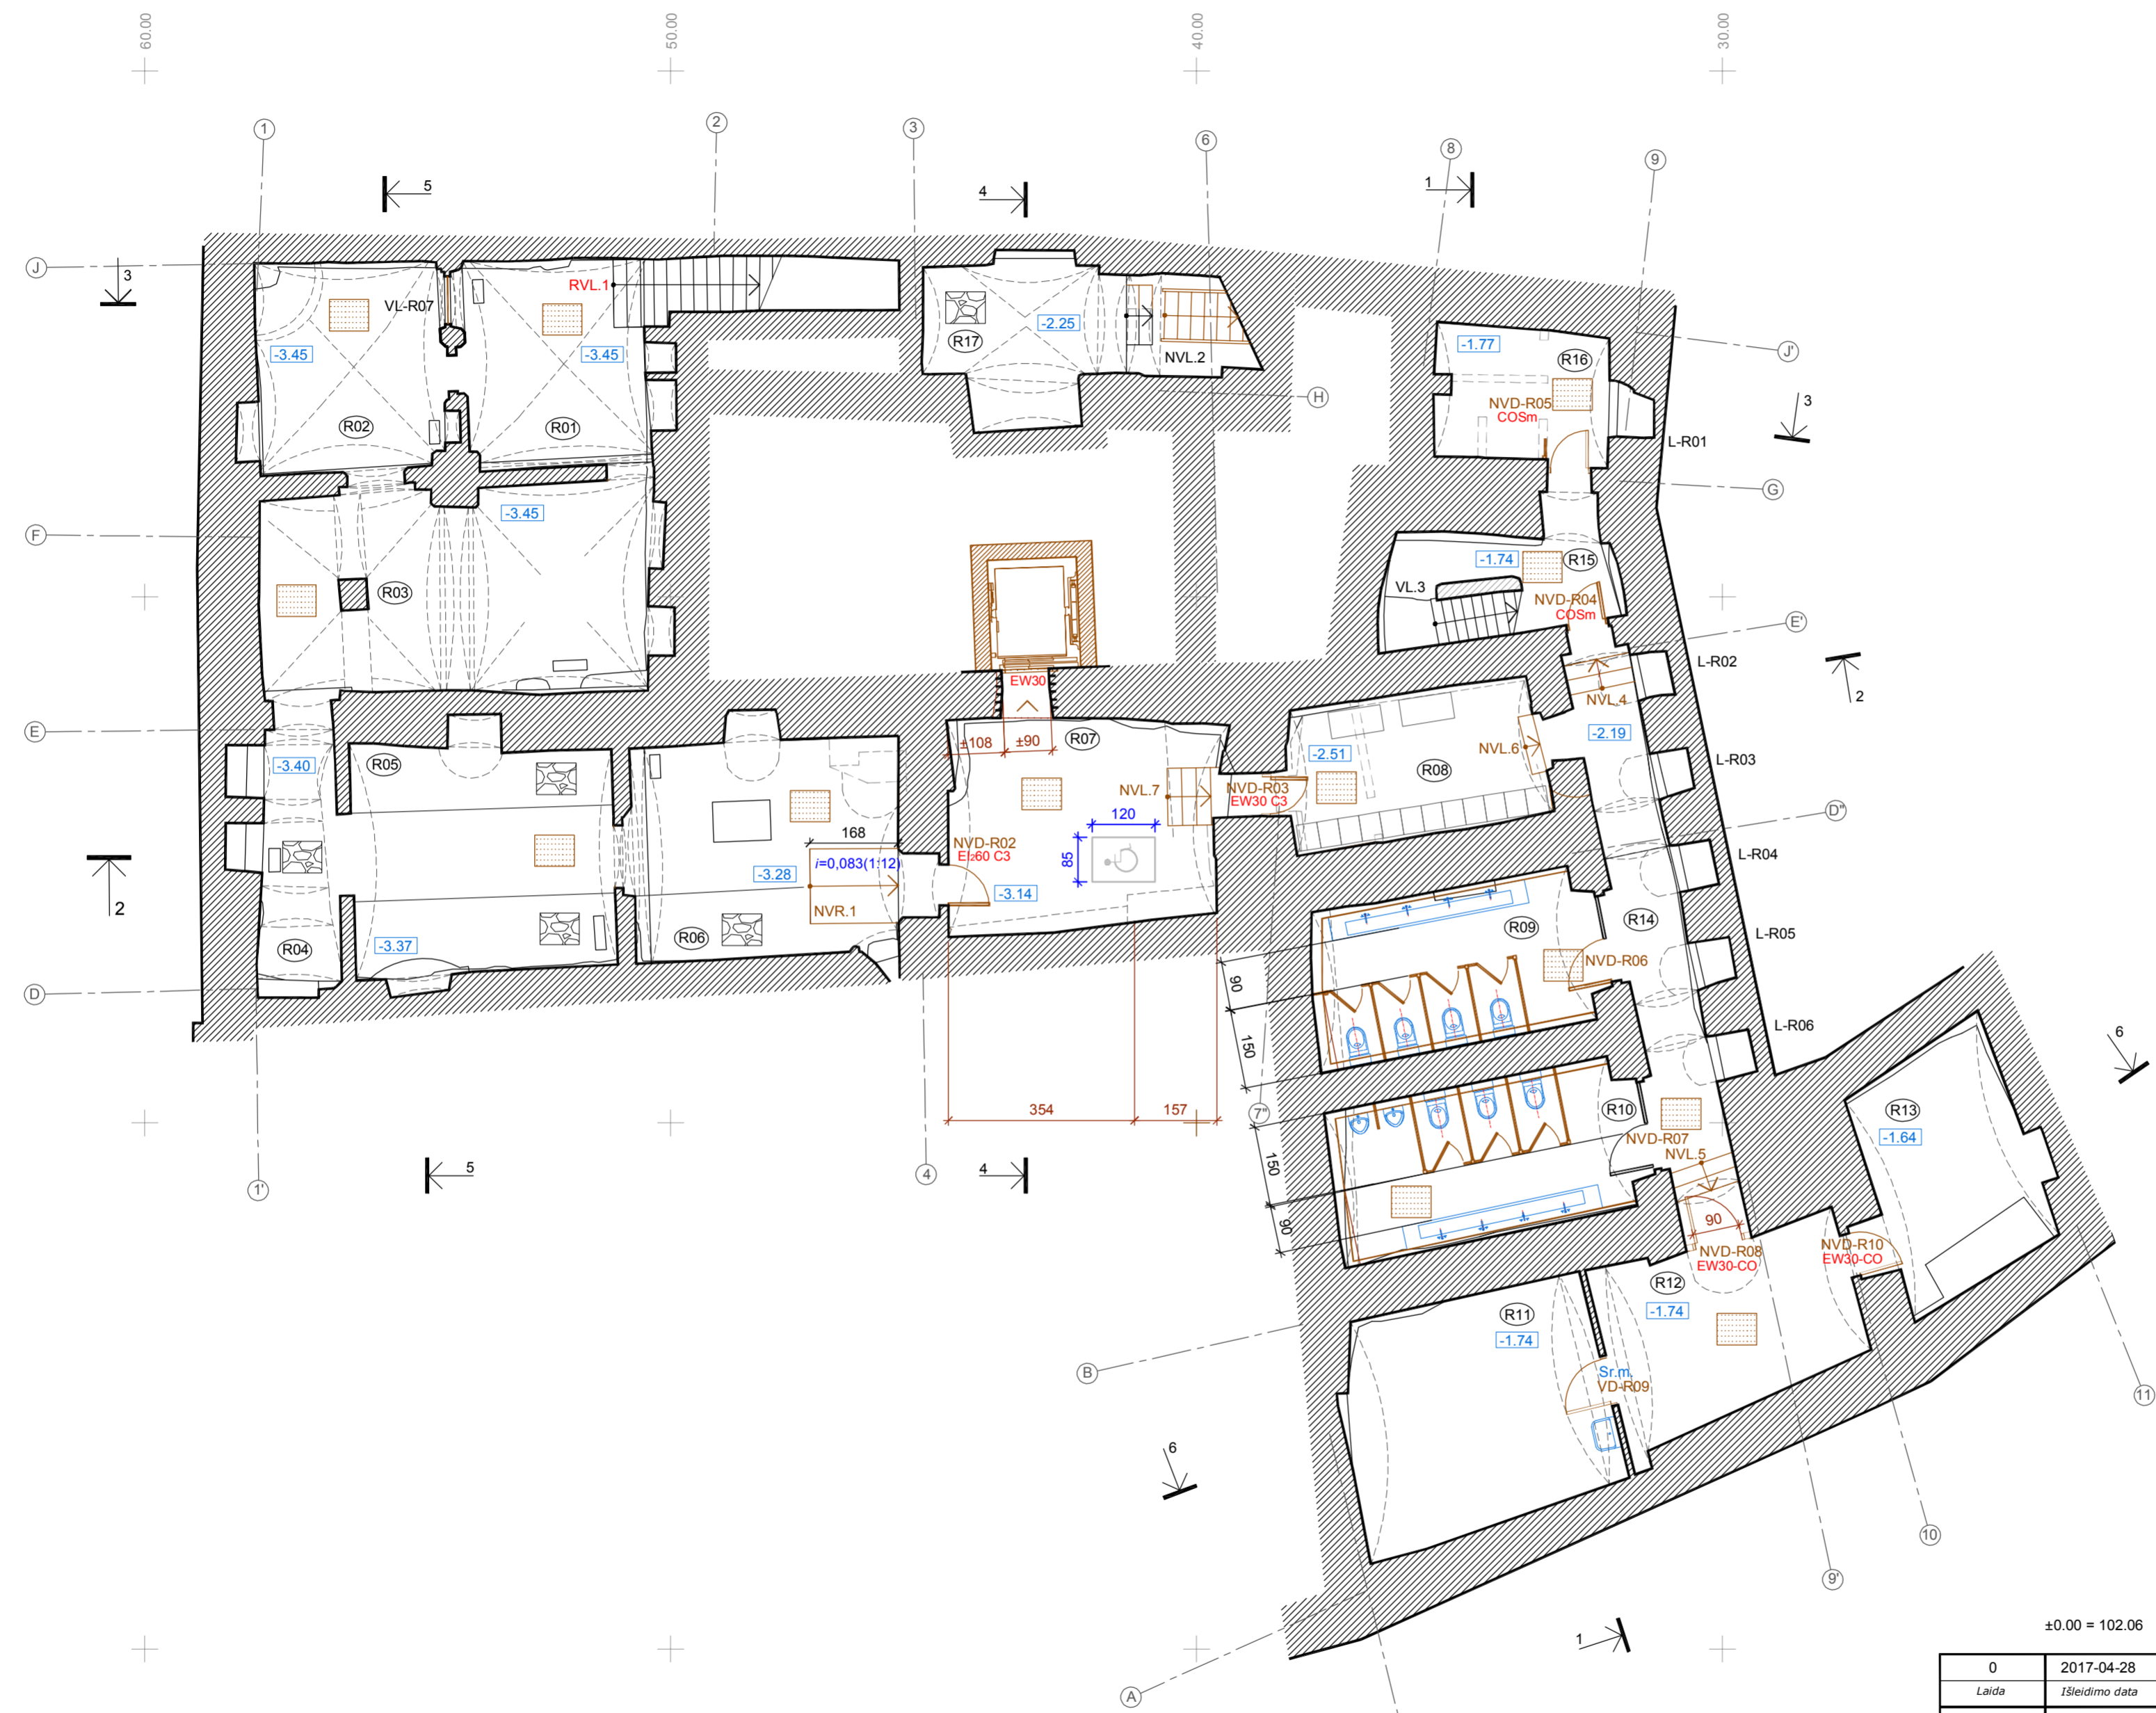 60.00
50.00
40.00
30.00
1
2
3
6
8
9
5
4
1
J
3
RVL.1
VL-R07
-3.45
-3.45
-2.25
R17
NVL.2
-1.77
R16
J'
H
NVD-R05
COSm
3
R02
R01
L-R01
G
-3.45
F
-1.74
R15
R03
VL.3
NVD-R04
COSm
E'
L-R02
EW30
NVL.4
2
E
±108
±90
R07
-2.19
NVL.6
-2.51
R08
L-R03
-3.40
R05
NVL.7
NVD-R03
EW30 C3
120
D"
168
NVD-R02
EI₂60 C3
85
L-R04
i=0,083(1:12)
-3.28
-3.14
2
NVR.1
R14
R09
L-R05
R04
-3.37
R06
NVD-R06
90
D
L-R06
150
6
354
157
7"
R10
R13
-1.64
NVD-R07
NVL.5
150
5
4
4
1'
90
90
NVD-R08
EW30-CO
NVD-R10
EW30-CO
R12
-1.74
R11
-1.74
B
Sr.m.
VD-R09
11
6
10
9'
1
±0.00 = 102.06
0
2017-04-28
Laida
Išleidimo data
A